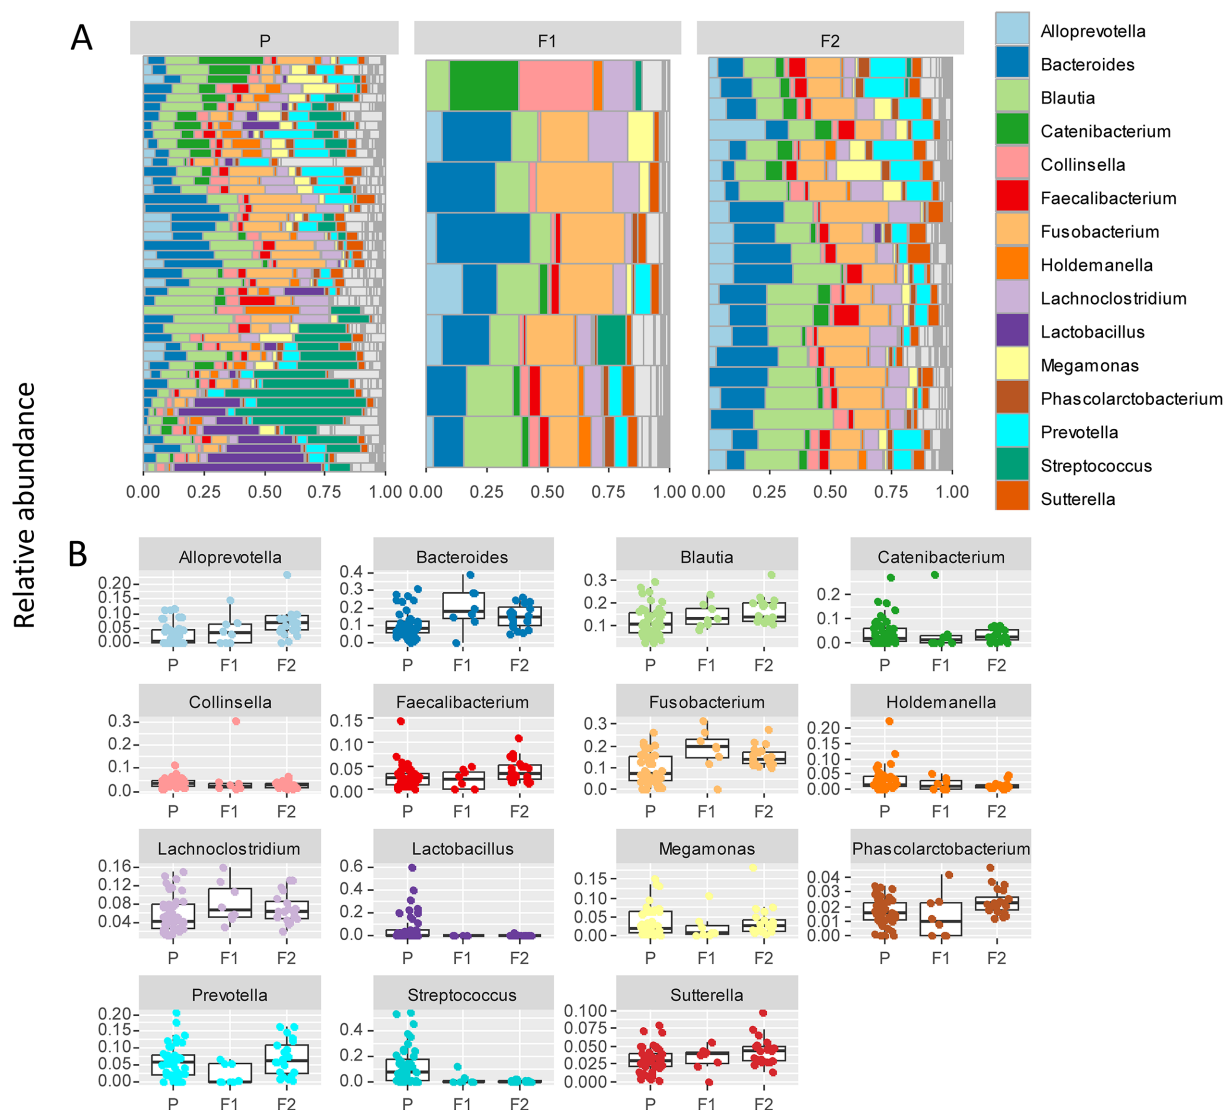 A
P
F1
F2
0.00 0.25 0.50 0.75 1.00
0.00 0.25 0.50 0.75 1.00
0.00 0.25 0.50 0.75 1.00
Alloprevotella
Bacteroides
Blautia
Catenibacterium
Collinsella
Faecalibacterium
Fusobacterium
Holdemanella
Lachnoclostridium
Lactobacillus
Megamonas
Phascolarctobacterium
Prevotella
Streptococcus
Sutterella
Relative abundance
B
Alloprevotella
0.20
0.15
0.10
0.05
0.00
P F1 F2
Bacteroides
0.4
0.3
0.2
0.1
0.0
P F1 F2
Blautia
0.3
0.2
0.1
P F1 F2
Catenibacterium
0.2
0.1
0.0
P F1 F2
Collinsella
0.3
0.2
0.1
0.0
P F1 F2
Faecalibacterium
0.15
0.10
0.05
0.00
P F1 F2
Fusobacterium
0.3
0.2
0.1
0.0
P F1 F2
Holdemanella
0.20
0.15
0.10
0.05
0.00
P F1 F2
Lachnoclostridium
0.16
0.12
0.08
0.04
P F1 F2
Lactobacillus
0.6
0.4
0.2
0.0
P F1 F2
Megamonas
0.15
0.10
0.05
0.00
P F1 F2
Phascolarctobacterium
0.04
0.03
0.02
0.01
0.00
P F1 F2
Prevotella
0.20
0.15
0.10
0.05
0.00
P F1 F2
Streptococcus
0.4
0.2
0.0
P F1 F2
Sutterella
0.100
0.075
0.050
0.025
0.000
P F1 F2